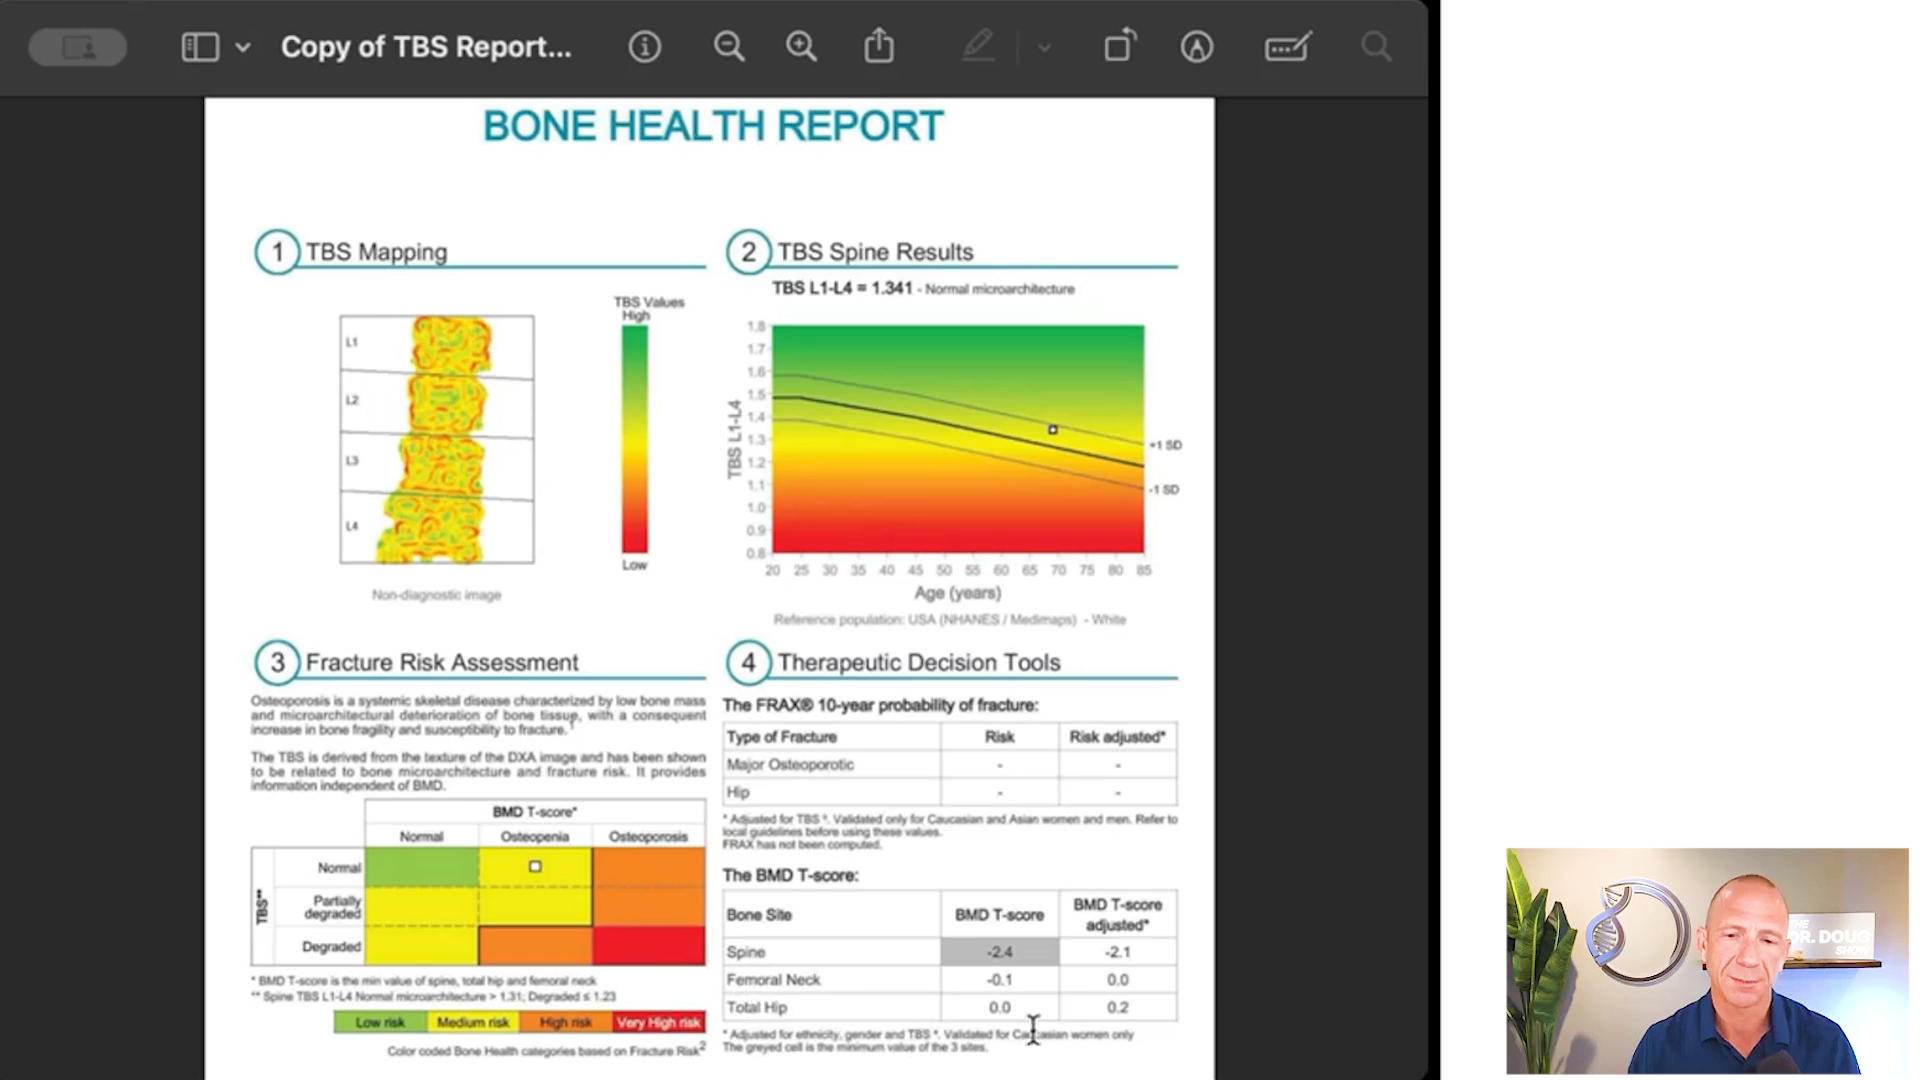 Copy of TBS Report...
BONE HEALTH REPORT
1 TBS Mapping
TBS Values
High
L1
L2
L3
L4
Low
Non-diagnostic image
2 TBS Spine Results
TBS L1-L4 = 1.341 - Normal microarchitecture
TBS L1-L4
1.8
1.7
1.6
1.5
1.4
1.3
1.2
1.1
1.0
0.9
0.8
+1 SD
-1 SD
20 25 30 35 40 45 50 55 60 65 70 75 80 85
Age (years)
Reference population: USA (NHANES / Medimaps) - White
3 Fracture Risk Assessment
Osteoporosis is a systemic skeletal disease characterized by low bone mass
and microarchitectural deterioration of bone tissue, with a consequent
increase in bone fragility and susceptibility to fracture.1
The TBS is derived from the texture of the DXA image and has been shown
to be related to bone microarchitecture and fracture risk. It provides
information independent of BMD.
BMD T-score*
Normal Osteopenia Osteoporosis
TBS**
Normal
Partially
degraded
Degraded
* BMD T-score is the min value of spine, total hip and femoral neck
** Spine TBS L1-L4 Normal microarchitecture > 1.31; Degraded ≤ 1.23
Low risk Medium risk High risk Very High risk
Color coded Bone Health categories based on Fracture Risk2
4 Therapeutic Decision Tools
The FRAX® 10-year probability of fracture:
Type of Fracture Risk Risk adjusted*
Major Osteoporotic - -
Hip - -
* Adjusted for TBS. Validated only for Caucasian and Asian women and men. Refer to
local guidelines before using these values.
FRAX has not been computed.
The BMD T-score:
Bone Site BMD T-score BMD T-score
adjusted*
Spine -2.4 -2.1
Femoral Neck -0.1 0.0
Total Hip 0.0 0.2
* Adjusted for ethnicity, gender and TBS. Validated for Caucasian women only
The greyed cell is the minimum value of the 3 sites.
THE
DR. DOUG
SHOW